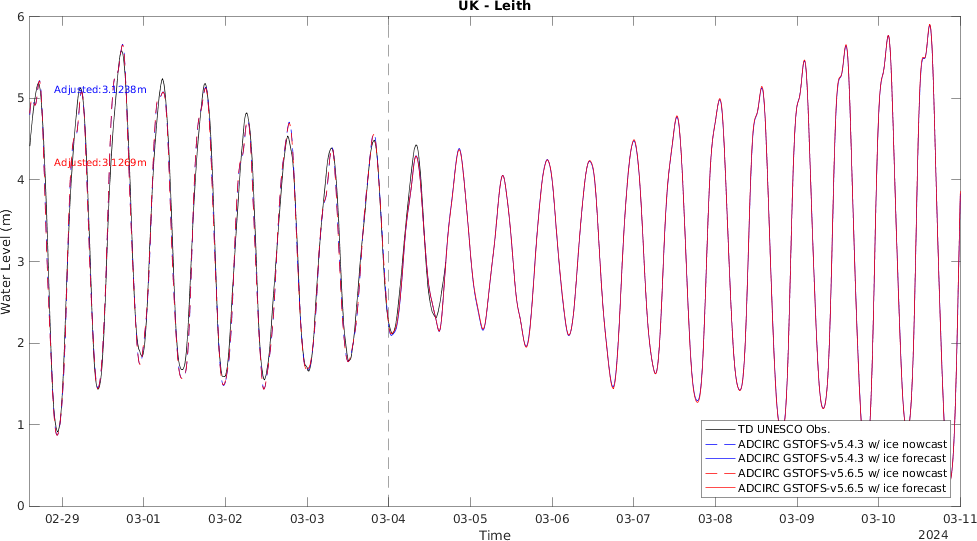 UK - Leith
6
5
4
3
2
1
0
Water Level (m)
Adjusted:3.1238m
Adjusted:3.1269m
TD UNESCO Obs.
ADCIRC GSTOFS-v5.4.3 w/ ice nowcast
ADCIRC GSTOFS-v5.4.3 w/ ice forecast
ADCIRC GSTOFS-v5.6.5 w/ ice nowcast
ADCIRC GSTOFS-v5.6.5 w/ ice forecast
02-29 03-01 03-02 03-03 03-04 03-05 03-06 03-07 03-08 03-09 03-10 03-11
Time
2024